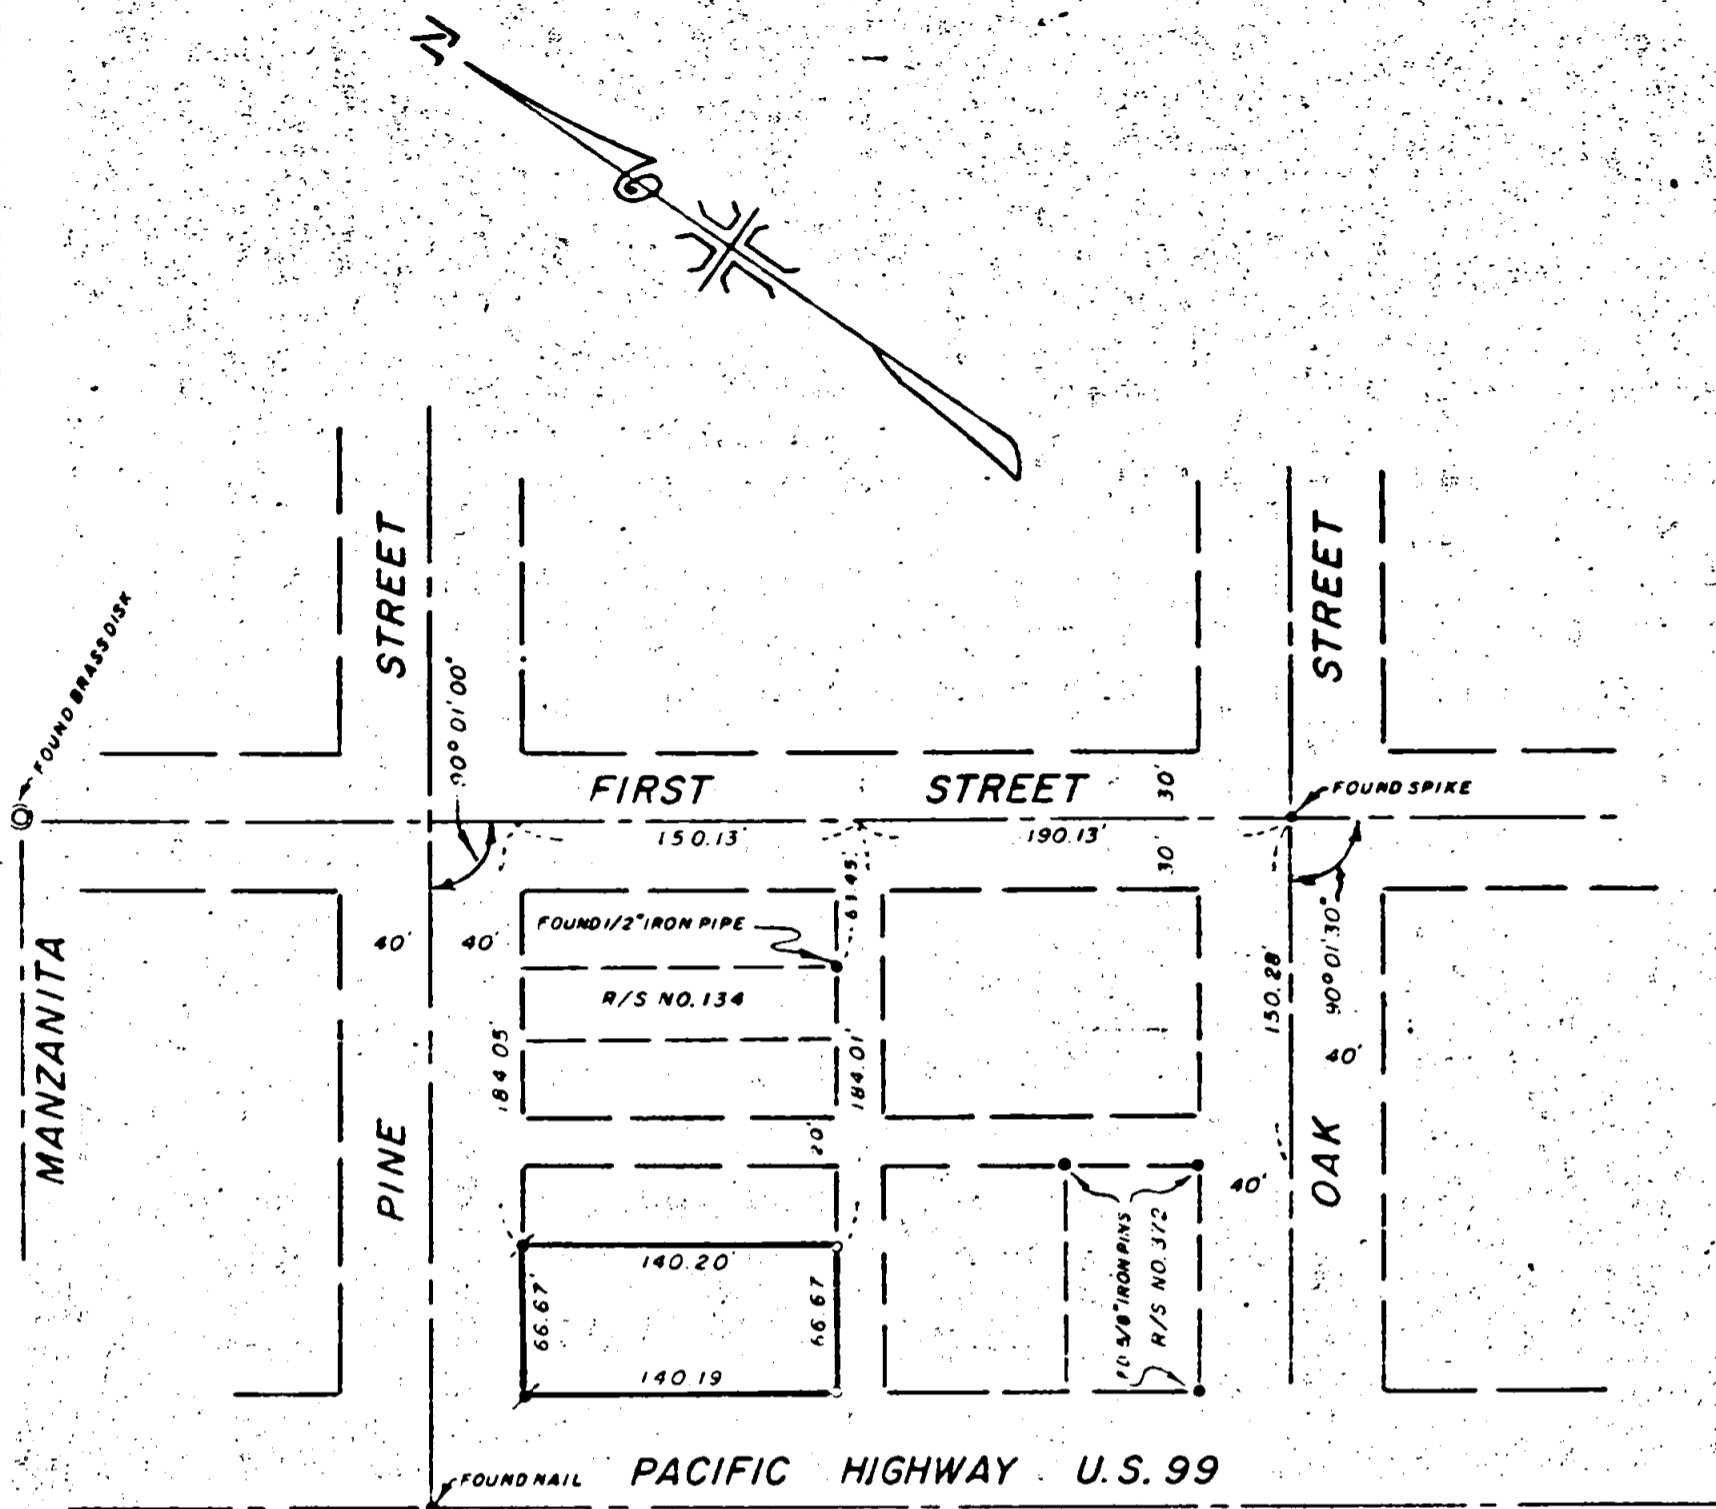 N
STREET
STREET
FOUND BRASS DISK
90° 01' 00"
FIRST STREET
30'
FOUND SPIKE
150.13'
190.13'
30'
61.45'
FOUND 1/2" IRON PIPE
40'
40'
R/S NO. 134
150.28'
90° 01' 30"
MANZANITA
184.05'
184.01'
40'
PINE
20'
OAK
40'
140.20'
66.67'
66.67
FD 5/8" IRON PINS
R/S NO. 372
140.19
FOUND NAIL
PACIFIC HIGHWAY U.S. 99